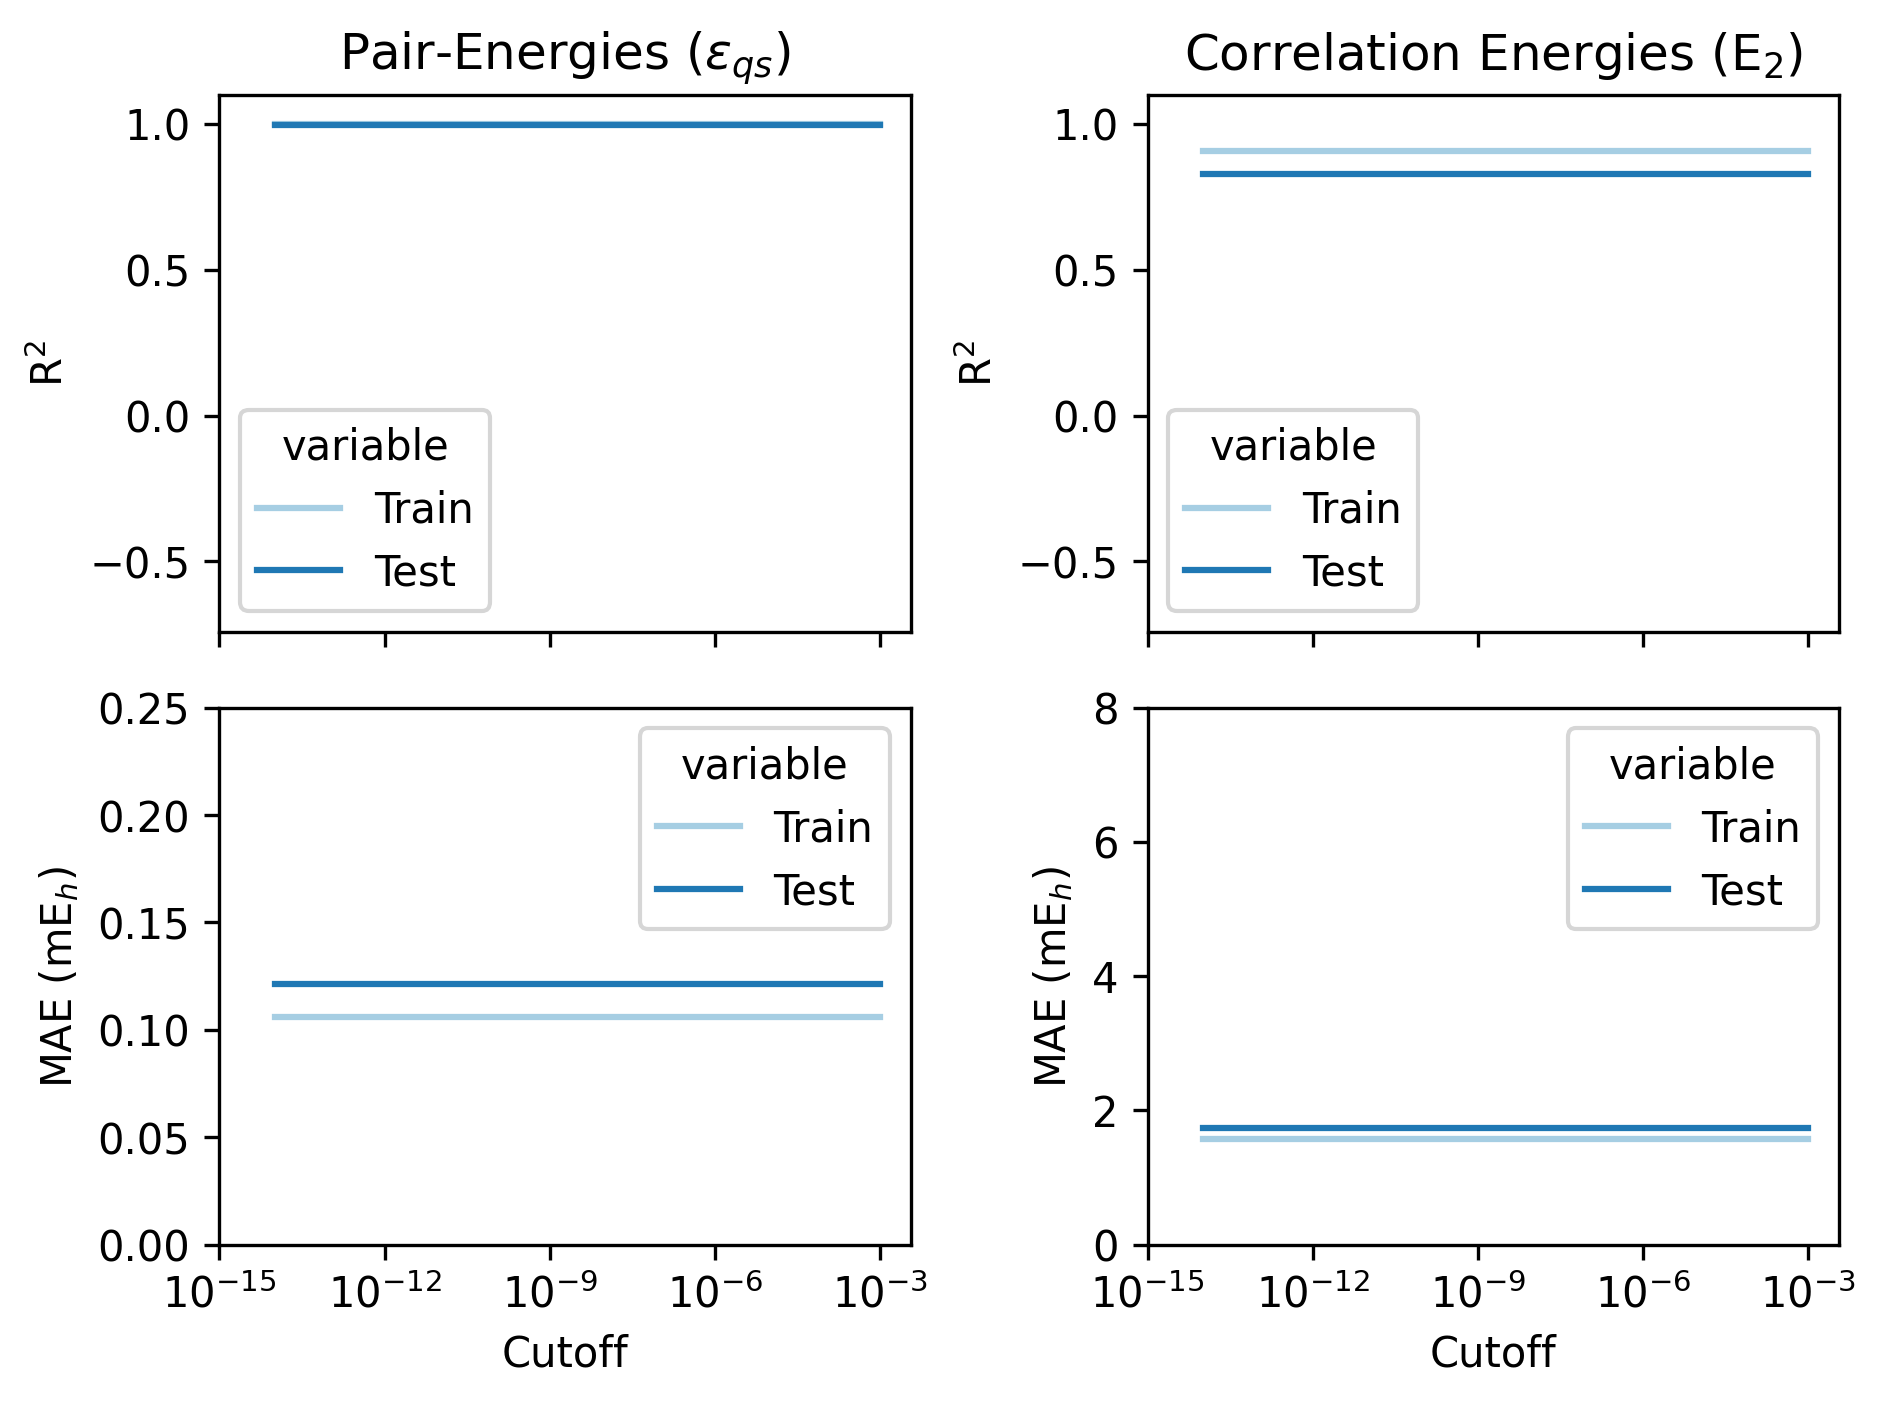 Pair-Energies (ε_qs)
Correlation Energies (E₂)
1.0
0.5
0.0
−0.5
R²
variable
Train
Test
1.0
0.5
0.0
−0.5
R²
variable
Train
Test
0.25
0.20
0.15
0.10
0.05
0.00
MAE (mE_h)
variable
Train
Test
10⁻¹⁵ 10⁻¹² 10⁻⁹ 10⁻⁶ 10⁻³
Cutoff
8
6
4
2
0
MAE (mE_h)
variable
Train
Test
10⁻¹⁵ 10⁻¹² 10⁻⁹ 10⁻⁶ 10⁻³
Cutoff